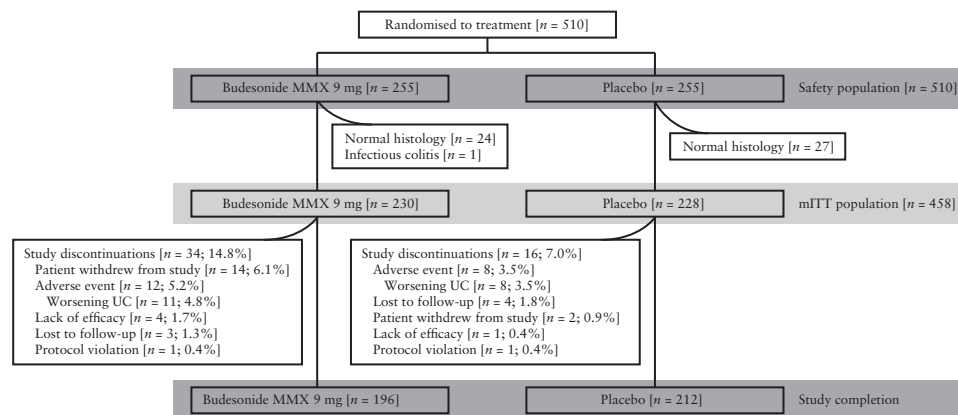 Randomised to treatment [n = 510]
Budesonide MMX 9 mg [n = 255]
Placebo [n = 255]
Safety population [n = 510]
Normal histology [n = 24]
Infectious colitis [n = 1]
Normal histology [n = 27]
Budesonide MMX 9 mg [n = 230]
Placebo [n = 228]
mITT population [n = 458]
Study discontinuations [n = 34; 14.8%]
Patient withdrew from study [n = 14; 6.1%]
Adverse event [n = 12; 5.2%]
Worsening UC [n = 11; 4.8%]
Lack of efficacy [n = 4; 1.7%]
Lost to follow-up [n = 3; 1.3%]
Protocol violation [n = 1; 0.4%]
Study discontinuations [n = 16; 7.0%]
Adverse event [n = 8; 3.5%]
Worsening UC [n = 8; 3.5%]
Lost to follow-up [n = 4; 1.8%]
Patient withdrew from study [n = 2; 0.9%]
Lack of efficacy [n = 1; 0.4%]
Protocol violation [n = 1; 0.4%]
Budesonide MMX 9 mg [n = 196]
Placebo [n = 212]
Study completion